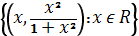 {(x, x²/(1 + x²)) : x ∈ R}